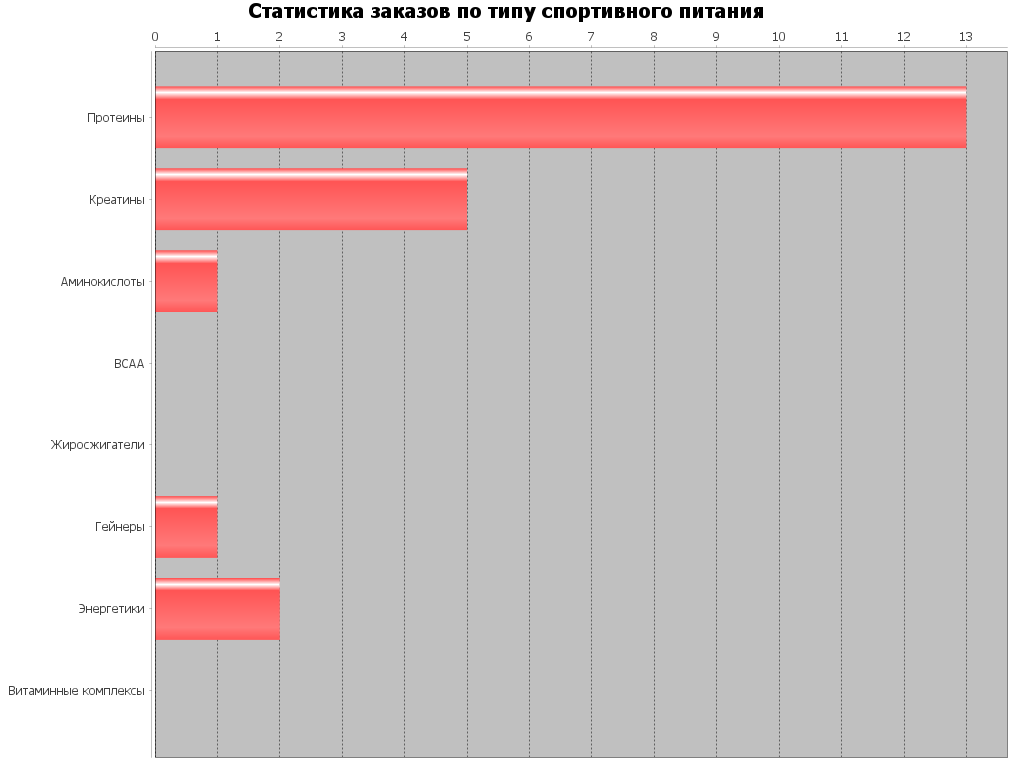 Статистика заказов по типу спортивного питания
0 1 2 3 4 5 6 7 8 9 10 11 12 13
Протеины
Креатины
Аминокислоты
BCAA
Жиросжигатели
Гейнеры
Энергетики
Витаминные комплексы